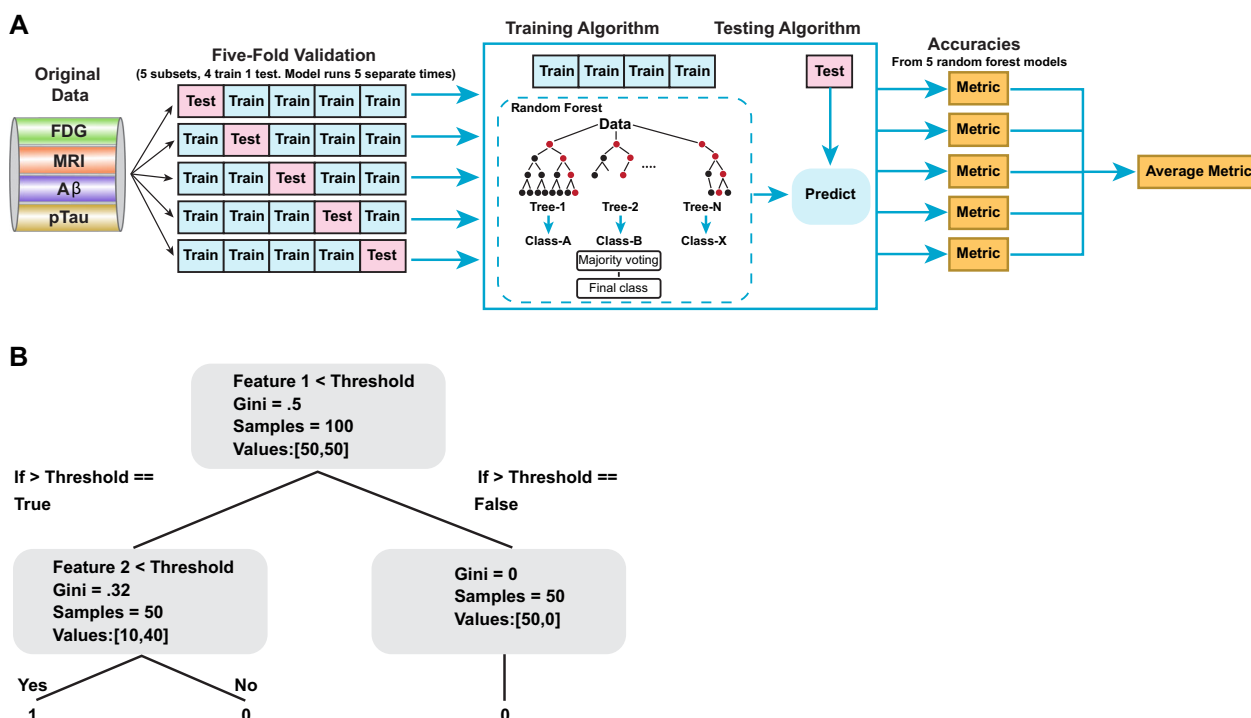 A
Original
Data
FDG
MRI
Aβ
pTau
Five-Fold Validation
(5 subsets, 4 train 1 test. Model runs 5 separate times)
Test Train Train Train Train
Train Test Train Train Train
Train Train Test Train Train
Train Train Train Test Train
Train Train Train Train Test
Training Algorithm
Testing Algorithm
Train Train Train Train
Test
Random Forest
Data
....
Tree-1 Tree-2 Tree-N
Class-A Class-B Class-X
Majority voting
Final class
Predict
Accuracies
From 5 random forest models
Metric
Metric
Metric
Metric
Metric
Average Metric
B
Feature 1 < Threshold
Gini = .5
Samples = 100
Values:[50,50]
If > Threshold ==
True
If > Threshold ==
False
Feature 2 < Threshold
Gini = .32
Samples = 50
Values:[10,40]
Gini = 0
Samples = 50
Values:[50,0]
Yes No
1 0 0